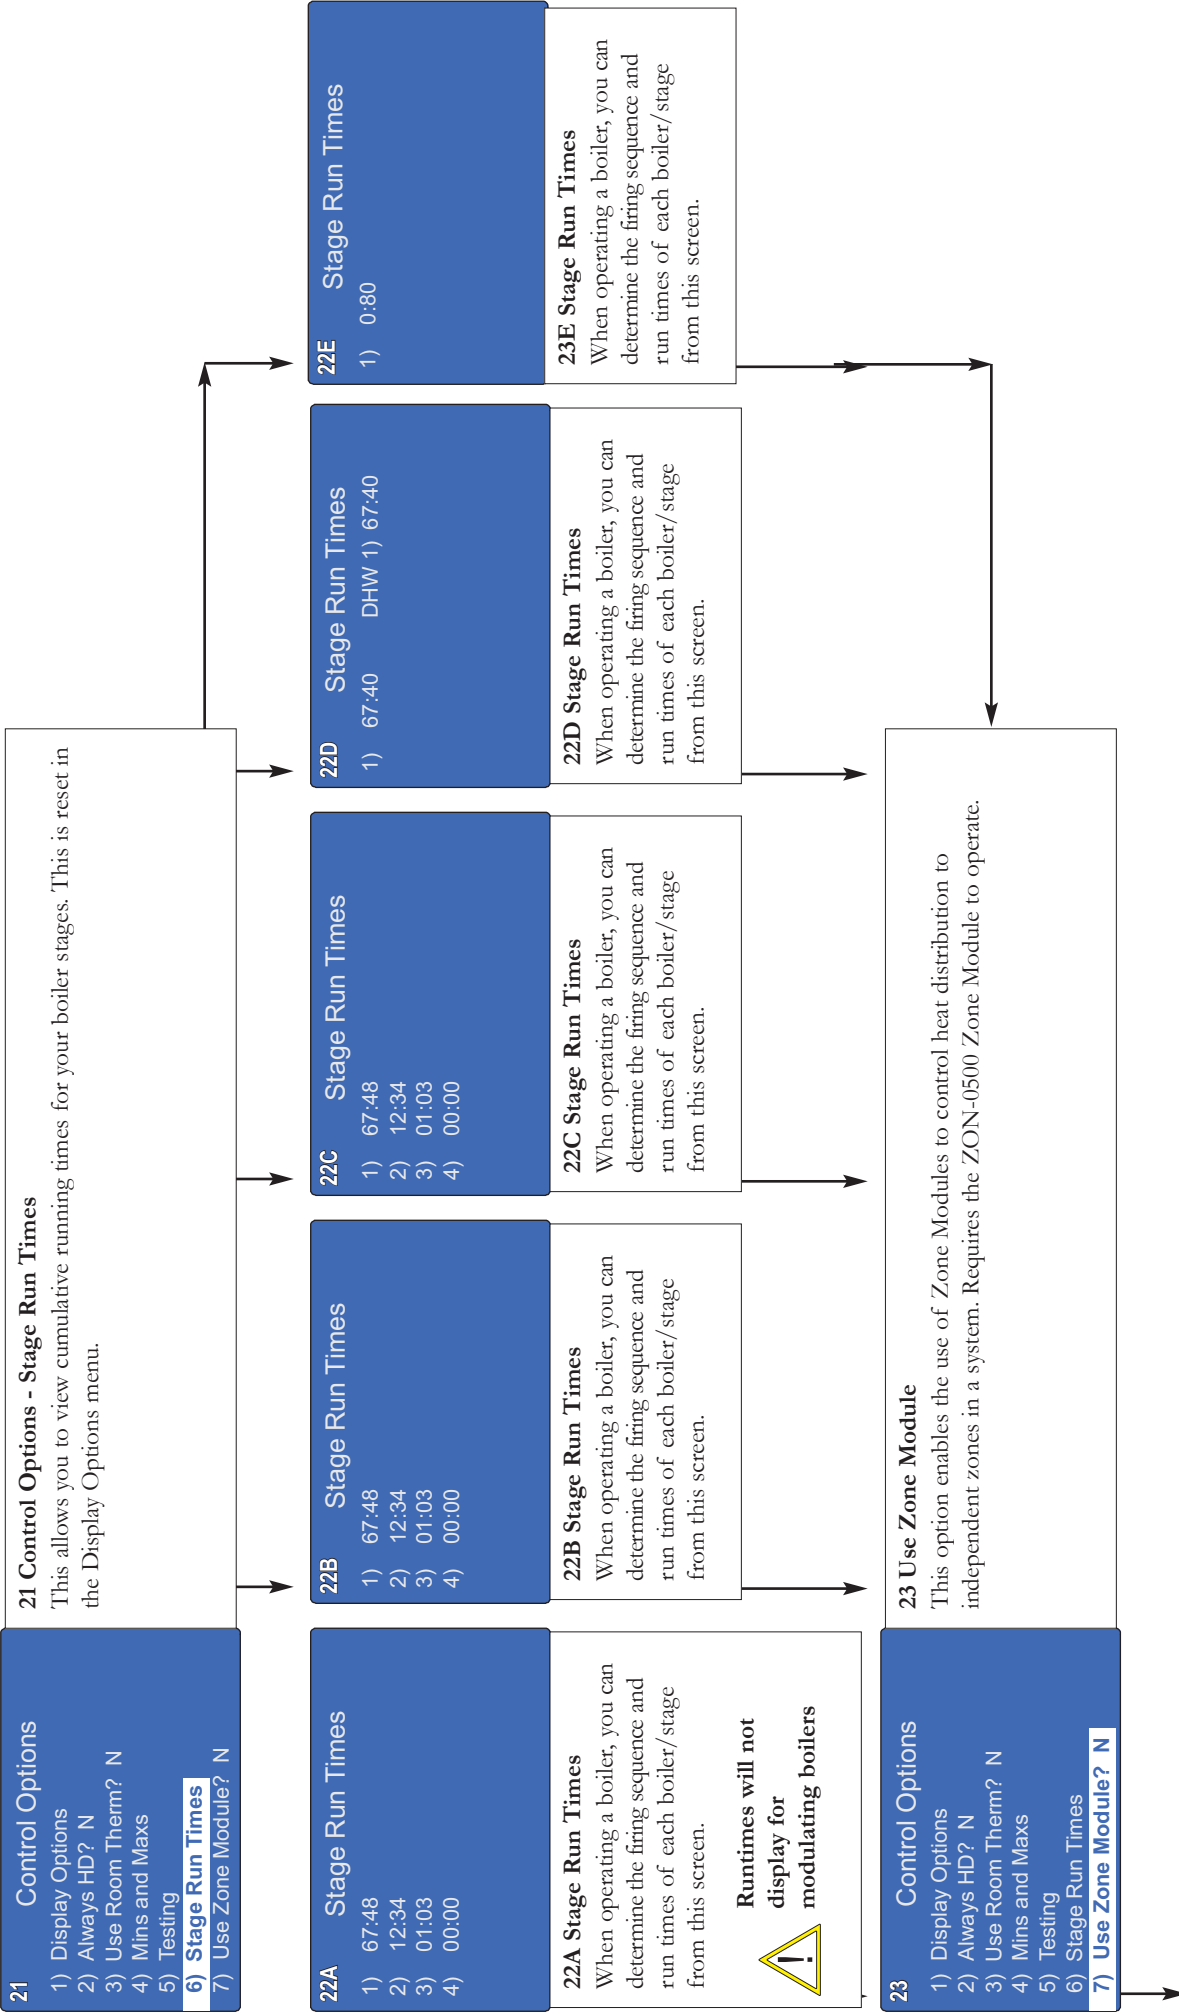 21
Control Options
1) Display Options
2) Always HD? N
3) Use Room Therm? N
4) Mins and Maxs
5) Testing
6) Stage Run Times
7) Use Zone Module? N
21 Control Options - Stage Run Times
This allows you to view cumulative running times for your boiler stages. This is reset in
the Display Options menu.
22A
Stage Run Times
1) 67:48
2) 12:34
3) 01:03
4) 00:00
22A Stage Run Times
When operating a boiler, you can
determine the firing sequence and
run times of each boiler/stage
from this screen.
Runtimes will not
display for
modulating boilers
22B
Stage Run Times
1) 67:48
2) 12:34
3) 01:03
4) 00:00
22B Stage Run Times
When operating a boiler, you can
determine the firing sequence and
run times of each boiler/stage
from this screen.
22C
Stage Run Times
1) 67:48
2) 12:34
3) 01:03
4) 00:00
22C Stage Run Times
When operating a boiler, you can
determine the firing sequence and
run times of each boiler/stage
from this screen.
22D
Stage Run Times
1) 67:40 DHW 1) 67:40
22D Stage Run Times
When operating a boiler, you can
determine the firing sequence and
run times of each boiler/stage
from this screen.
22E
Stage Run Times
1) 0:80
23E Stage Run Times
When operating a boiler, you can
determine the firing sequence and
run times of each boiler/stage
from this screen.
23
Control Options
1) Display Options
2) Always HD? N
3) Use Room Therm? N
4) Mins and Maxs
5) Testing
6) Stage Run Times
7) Use Zone Module? N
23 Use Zone Module
This option enables the use of Zone Modules to control heat distribution to
independent zones in a system. Requires the ZON-0500 Zone Module to operate.